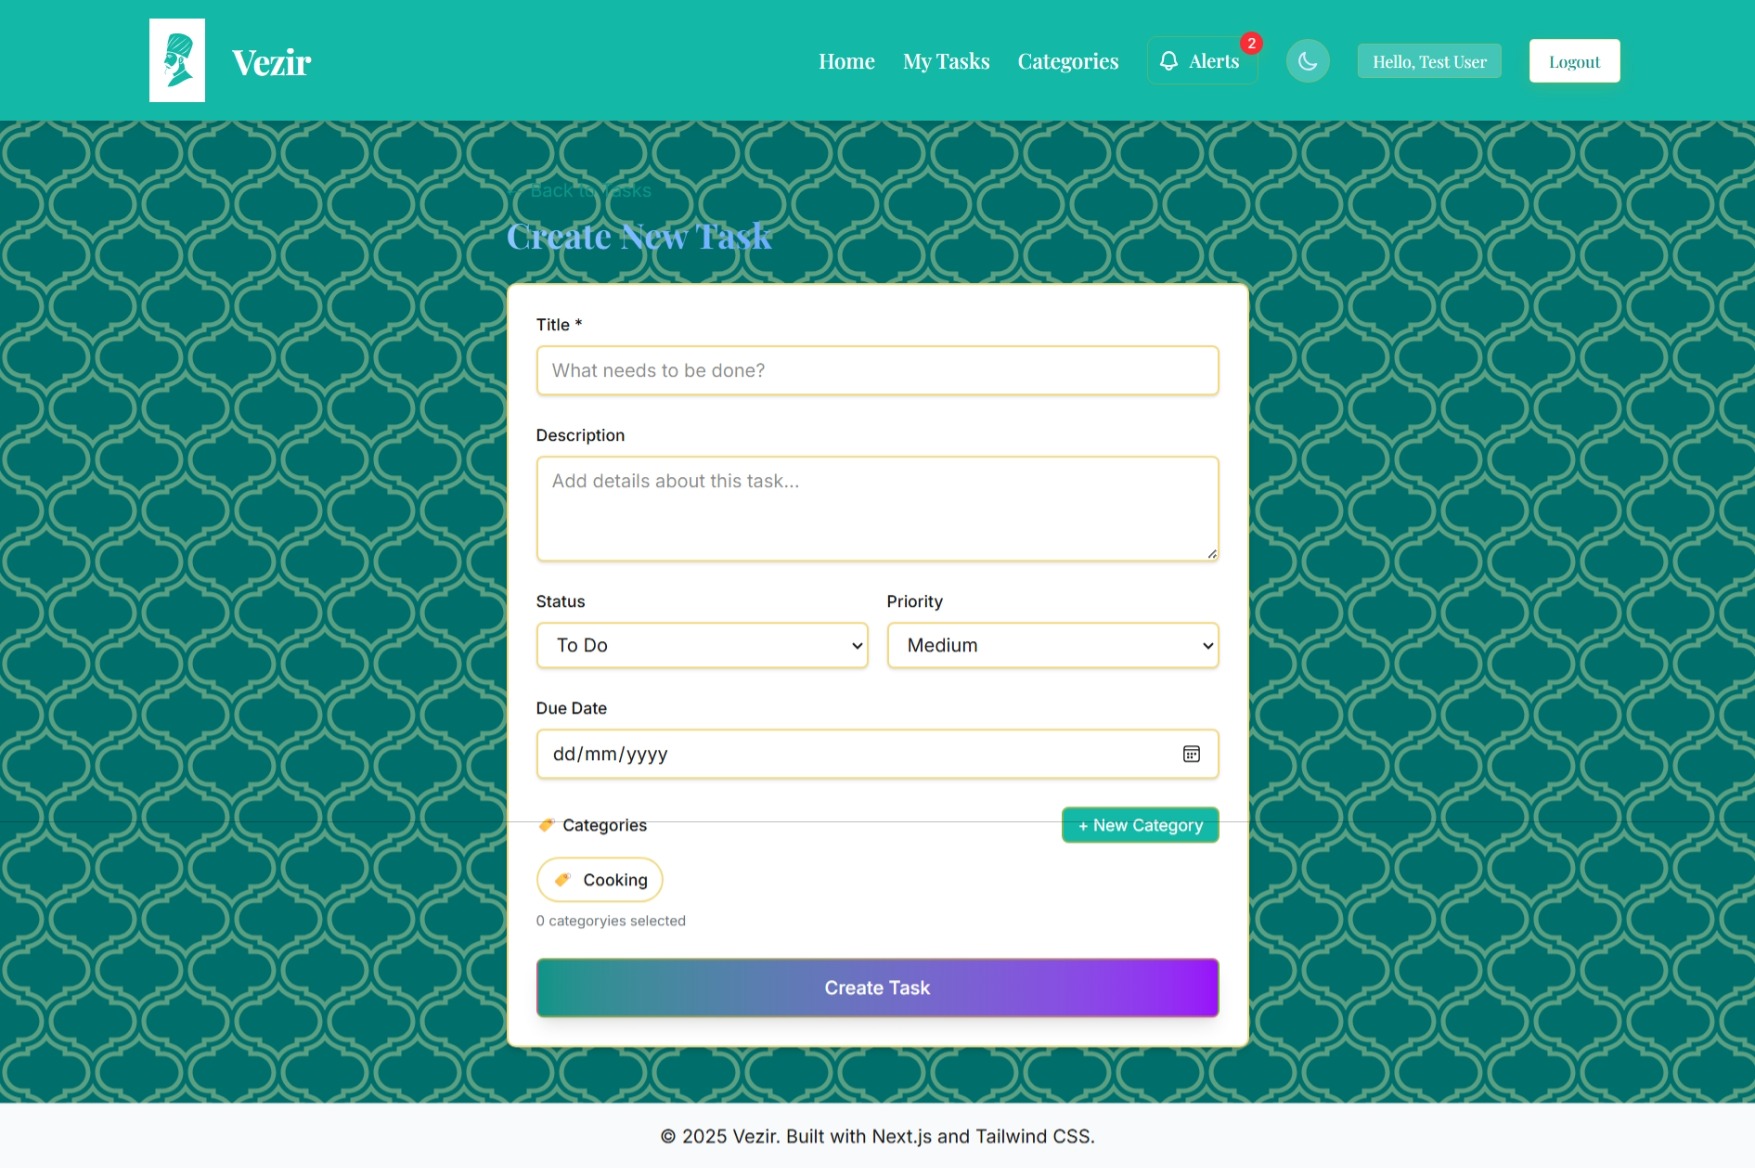 Vezir
Home
My Tasks
Categories
Alerts
2
Hello, Test User
Logout
← Back to Tasks
Create New Task
Title *
What needs to be done?
Description
Add details about this task...
Status
Priority
To Do
Medium
Due Date
dd/mm/yyyy
Categories
+ New Category
Cooking
0 categoryies selected
Create Task
© 2025 Vezir. Built with Next.js and Tailwind CSS.